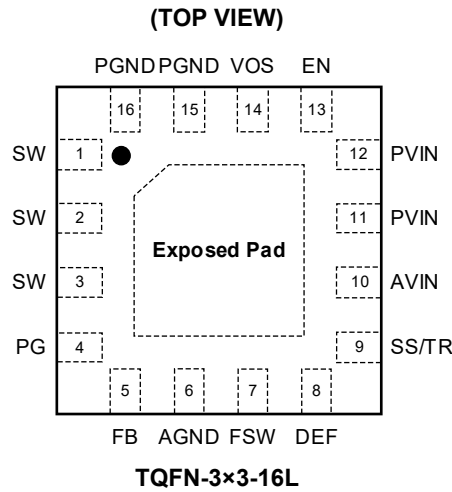 (TOP VIEW)
PGND PGND VOS EN
16 15 14 13
SW 1 12 PVIN
SW 2 11 PVIN
Exposed Pad
SW 3 10 AVIN
PG 4 9 SS/TR
5 6 7 8
FB AGND FSW DEF
TQFN-3×3-16L